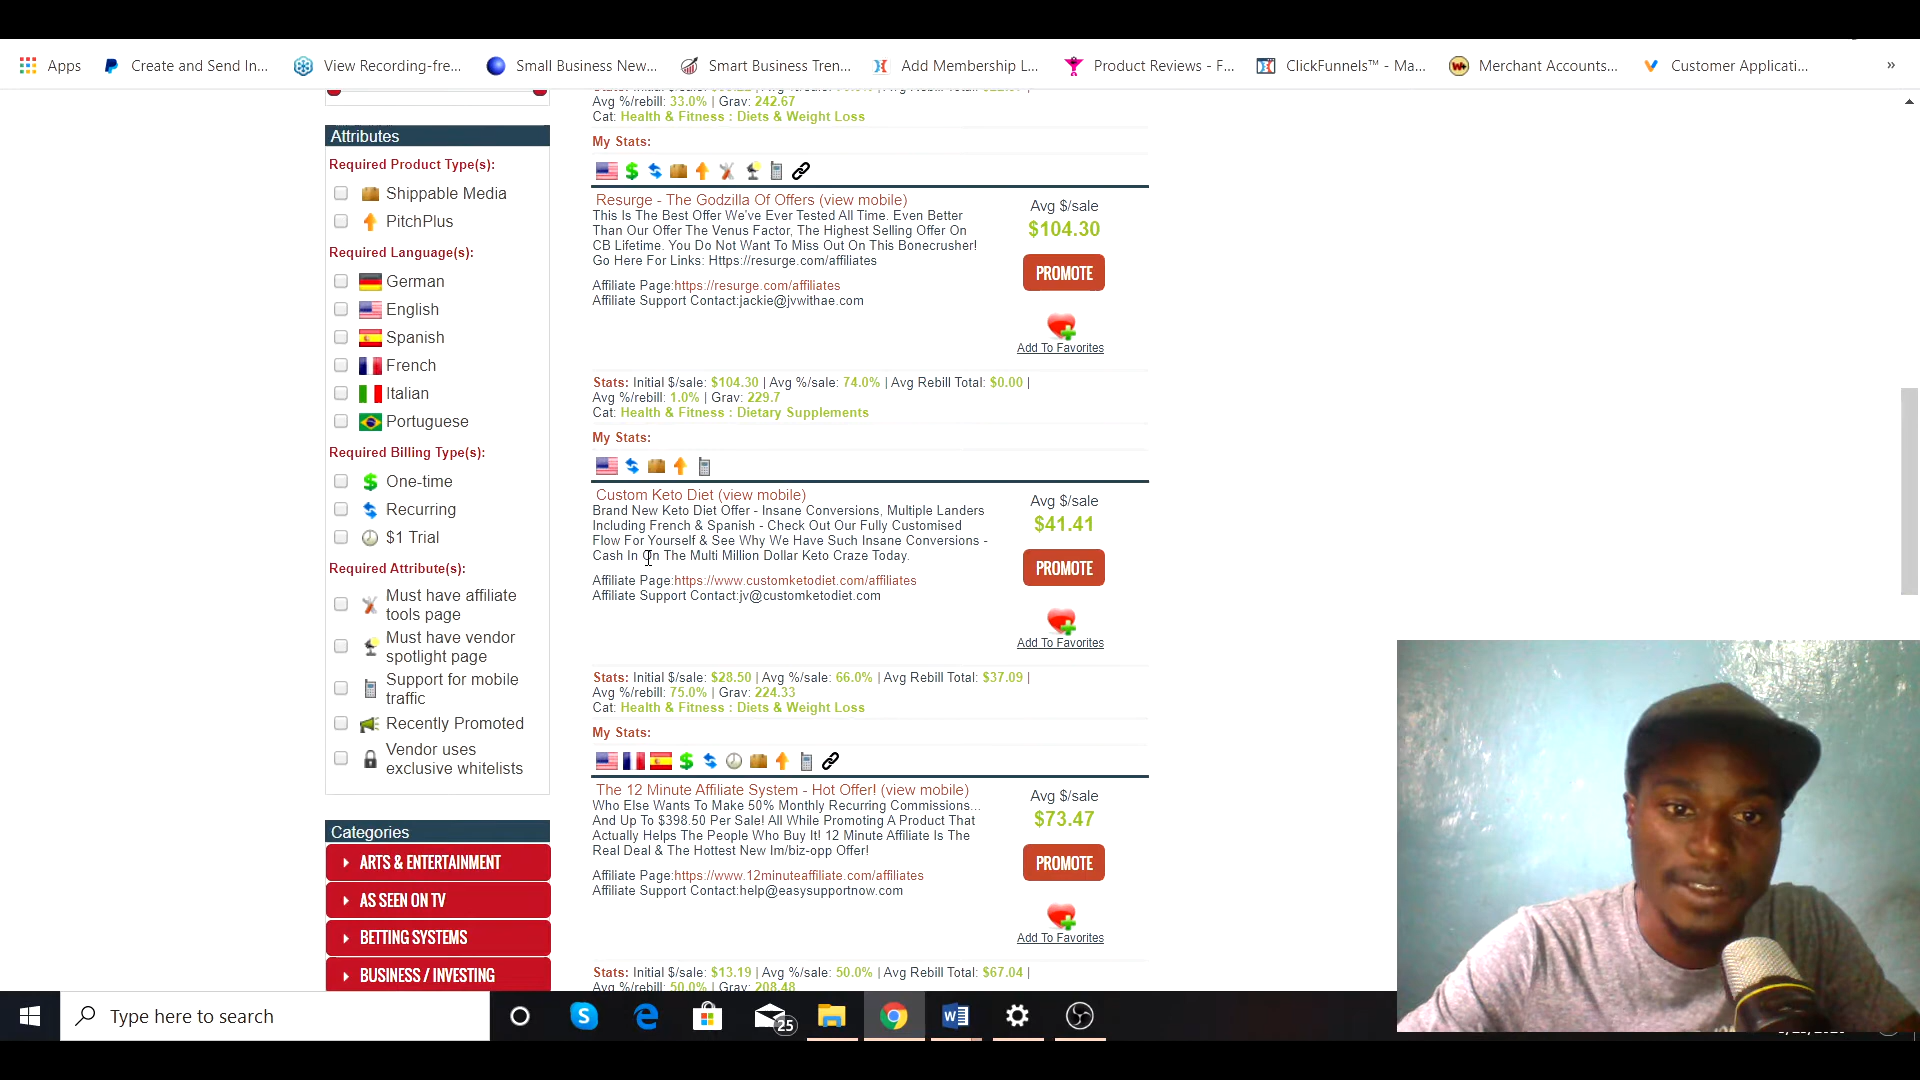 Apps
Create and Send In...
View Recording-fre...
Small Business New...
Smart Business Tren...
Add Membership L...
Product Reviews - F...
ClickFunnels™ - Ma...
Merchant Accounts...
Customer Applicati...
»
Attributes
Required Product Type(s):
Shippable Media
PitchPlus
Required Language(s):
German
English
Spanish
French
Italian
Portuguese
Required Billing Type(s):
One-time
Recurring
$1 Trial
Required Attribute(s):
Must have affiliate
tools page
Must have vendor
spotlight page
Support for mobile
traffic
Recently Promoted
Vendor uses
exclusive whitelists
Categories
ARTS & ENTERTAINMENT
AS SEEN ON TV
BETTING SYSTEMS
BUSINESS / INVESTING
Avg %/rebill: 33.0% | Grav: 242.67
Cat: Health & Fitness : Diets & Weight Loss
My Stats:
Resurge - The Godzilla Of Offers (view mobile)
This Is The Best Offer We've Ever Tested All Time. Even Better
Than Our Offer The Venus Factor, The Highest Selling Offer On
CB Lifetime. You Do Not Want To Miss Out On This Bonecrusher!
Go Here For Links: Https://resurge.com/affiliates
Affiliate Page:https://resurge.com/affiliates
Affiliate Support Contact:jackie@jvwithae.com
Avg $/sale
$104.30
PROMOTE
Add To Favorites
Stats: Initial $/sale: $104.30 | Avg %/sale: 74.0% | Avg Rebill Total: $0.00 |
Avg %/rebill: 1.0% | Grav: 229.7
Cat: Health & Fitness : Dietary Supplements
My Stats:
Custom Keto Diet (view mobile)
Brand New Keto Diet Offer - Insane Conversions, Multiple Landers
Including French & Spanish - Check Out Our Fully Customised
Flow For Yourself & See Why We Have Such Insane Conversions -
Cash In On The Multi Million Dollar Keto Craze Today.
Affiliate Page:https://www.customketodiet.com/affiliates
Affiliate Support Contact:jv@customketodiet.com
Avg $/sale
$41.41
PROMOTE
Add To Favorites
Stats: Initial $/sale: $28.50 | Avg %/sale: 66.0% | Avg Rebill Total: $37.09 |
Avg %/rebill: 75.0% | Grav: 224.33
Cat: Health & Fitness : Diets & Weight Loss
My Stats:
The 12 Minute Affiliate System - Hot Offer! (view mobile)
Who Else Wants To Make 50% Monthly Recurring Commissions...
And Up To $398.50 Per Sale! All While Promoting A Product That
Actually Helps The People Who Buy It! 12 Minute Affiliate Is The
Real Deal & The Hottest New Im/biz-opp Offer!
Affiliate Page:https://www.12minuteaffiliate.com/affiliates
Affiliate Support Contact:help@easysupportnow.com
Avg $/sale
$73.47
PROMOTE
Add To Favorites
Stats: Initial $/sale: $13.19 | Avg %/sale: 50.0% | Avg Rebill Total: $67.04 |
Avg %/rebill: 50.0% | Grav: 208.48
Type here to search
25